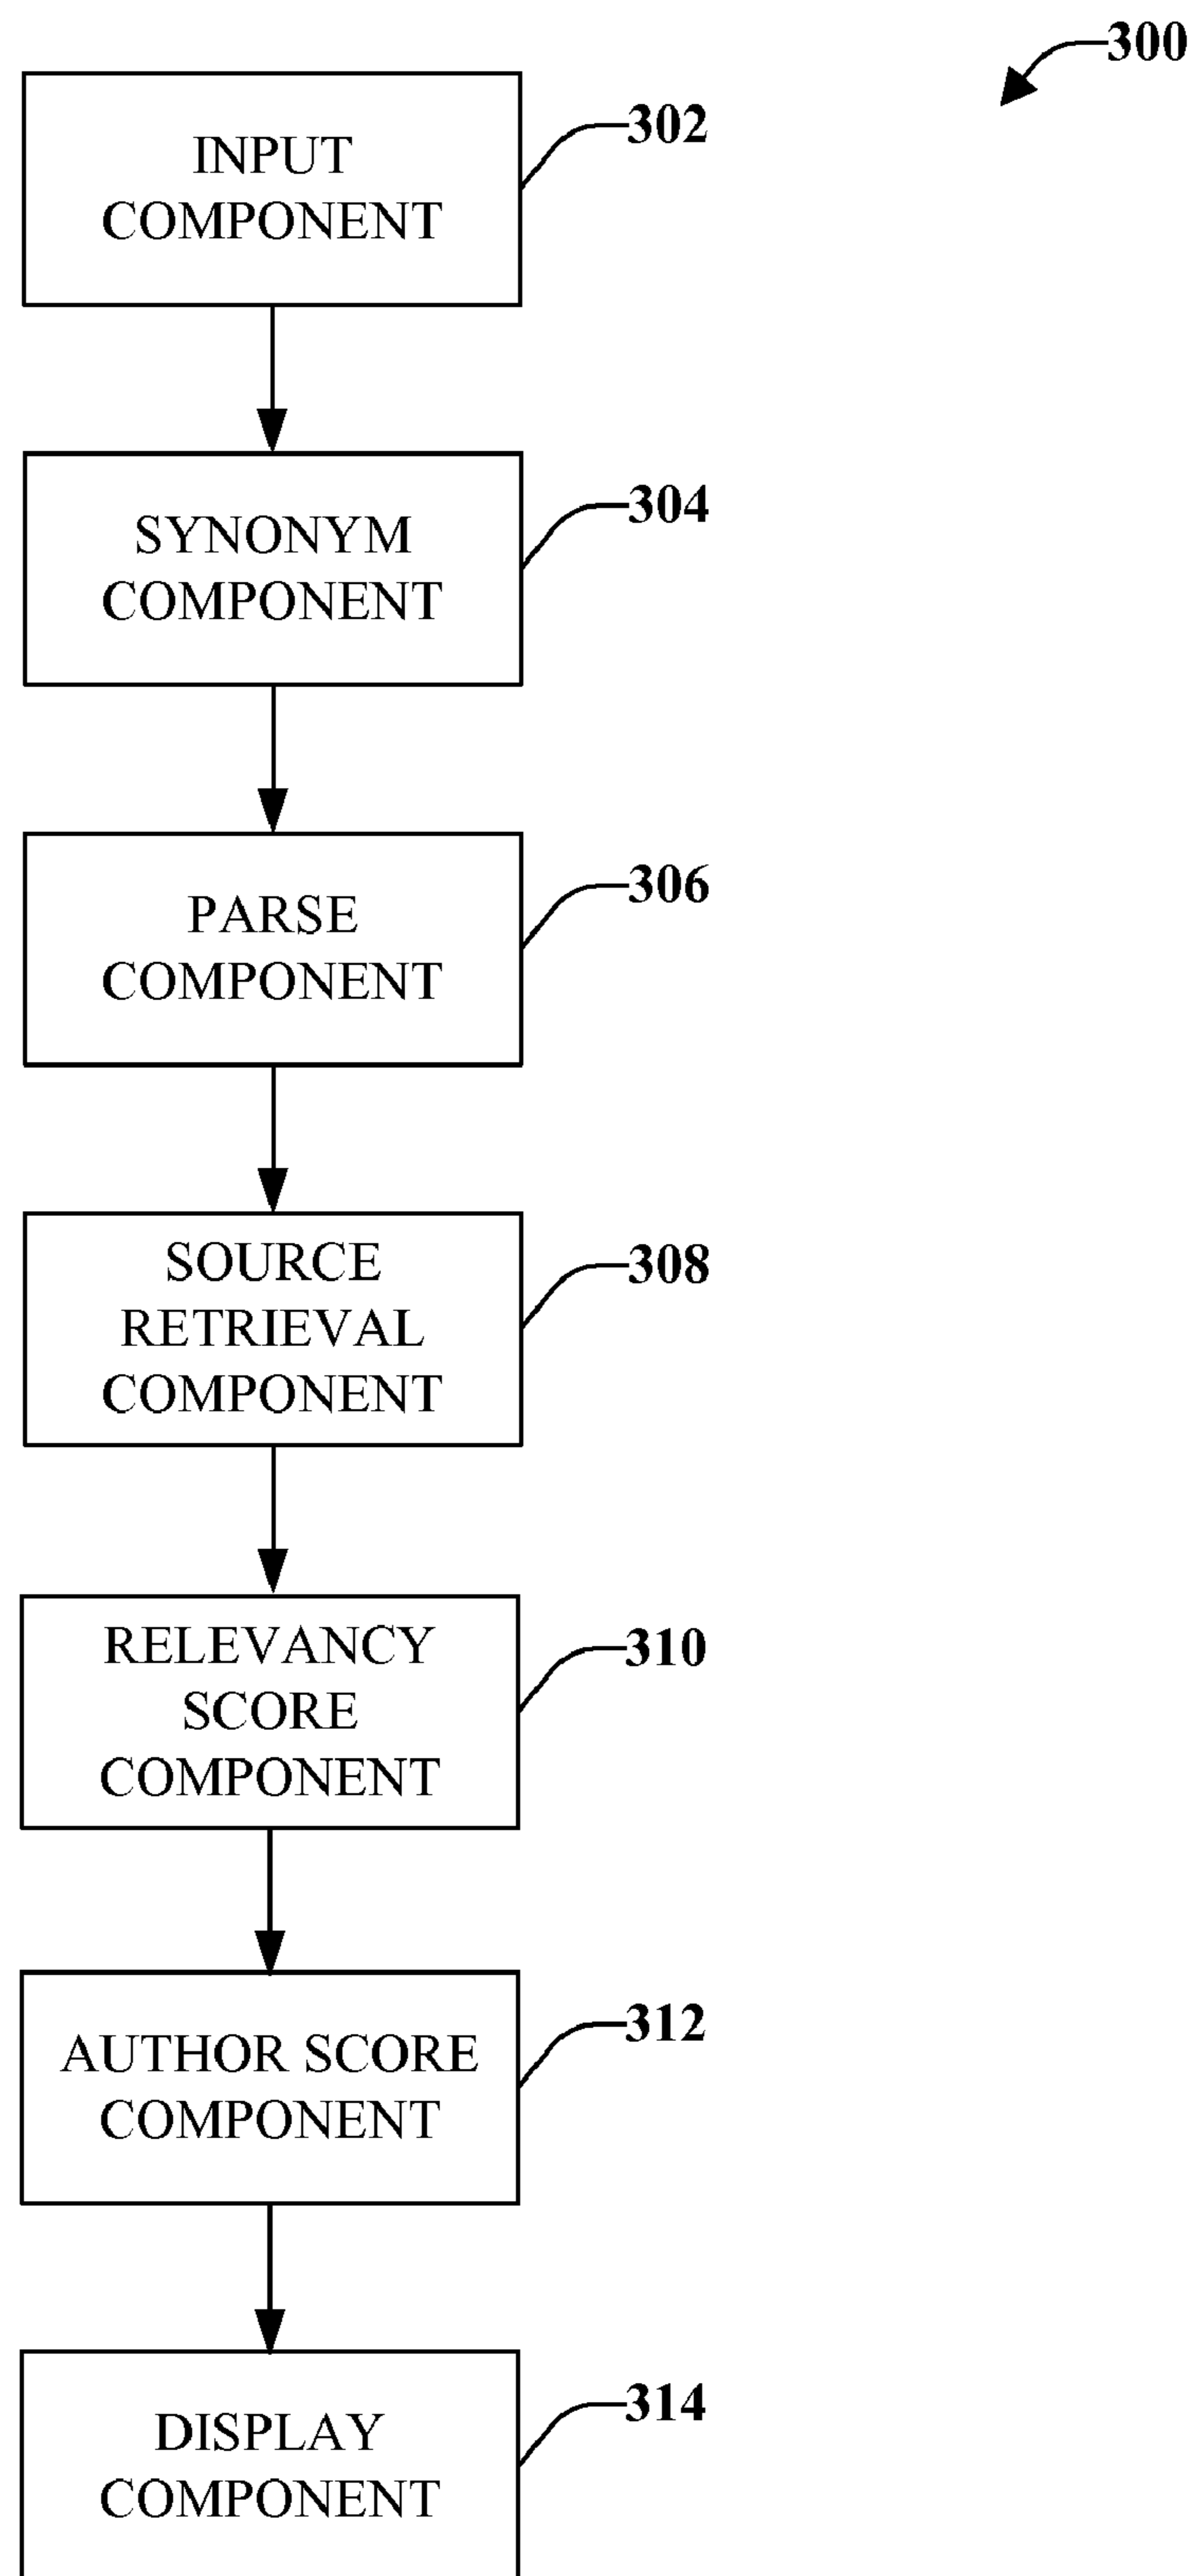 300
302
INPUT
COMPONENT
304
SYNONYM
COMPONENT
306
PARSE
COMPONENT
308
SOURCE
RETRIEVAL
COMPONENT
310
RELEVANCY
SCORE
COMPONENT
312
AUTHOR SCORE
COMPONENT
314
DISPLAY
COMPONENT